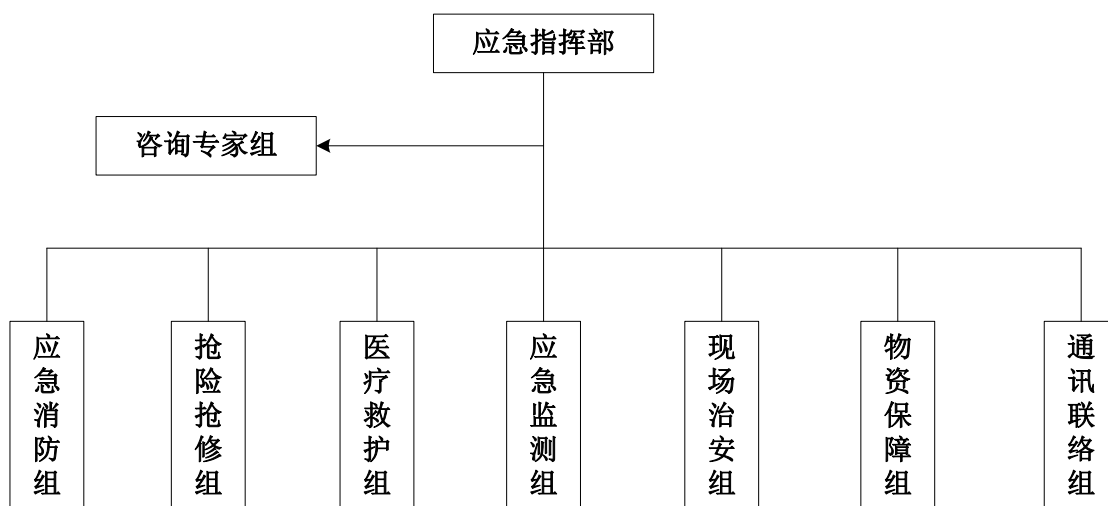 应急指挥部
咨询专家组
应急消防组
抢险抢修组
医疗救护组
应急监测组
现场治安组
物资保障组
通讯联络组